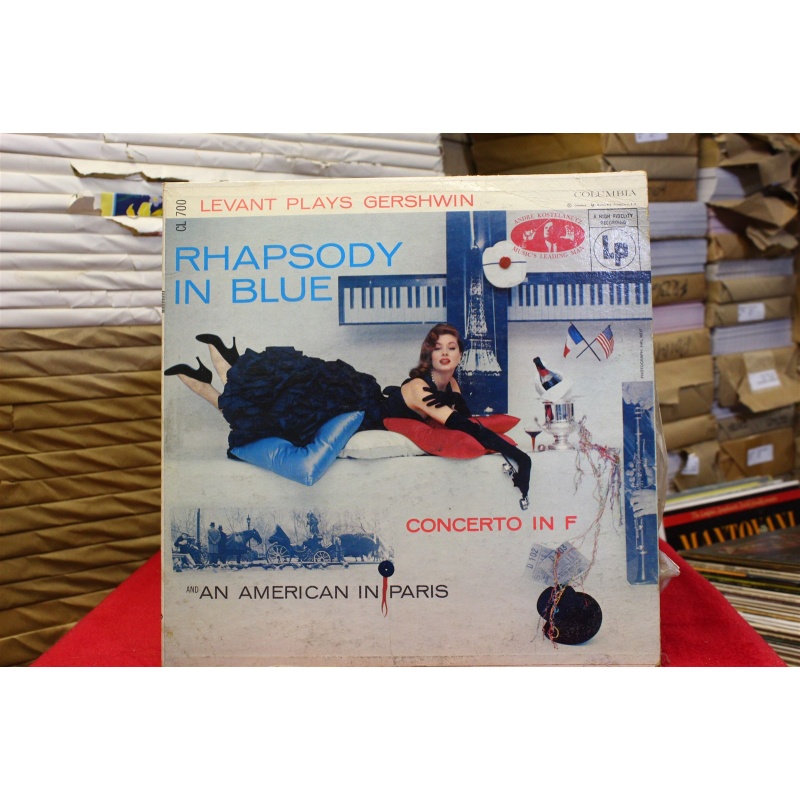 CL 700
LEVANT PLAYS GERSHWIN
COLUMBIA
ANDRE KOSTELANETZ
MUSIC'S LEADING MAN
A HIGH FIDELITY
RECORDING
Lp
RHAPSODY
IN BLUE
CONCERTO IN F
AND AN AMERICAN IN PARIS
MANTOVANI